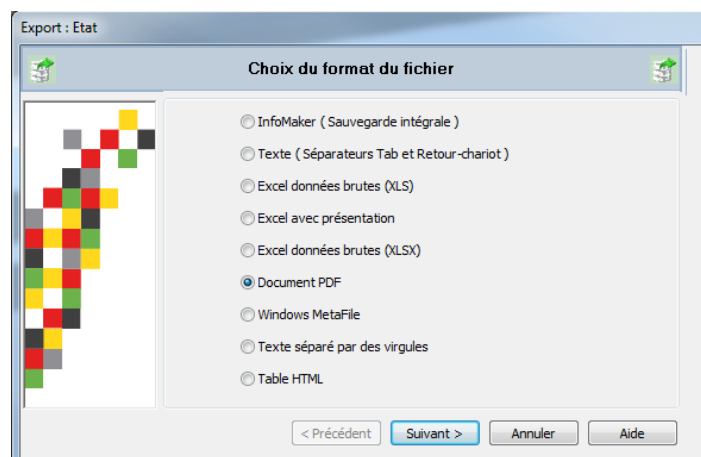 Export : Etat
Choix du format du fichier
InfoMaker ( Sauvegarde intégrale )
Texte ( Séparateurs Tab et Retour-chariot )
Excel données brutes (XLS)
Excel avec présentation
Excel données brutes (XLSX)
Document PDF
Windows MetaFile
Texte séparé par des virgules
Table HTML
< Précédent Suivant > Annuler Aide